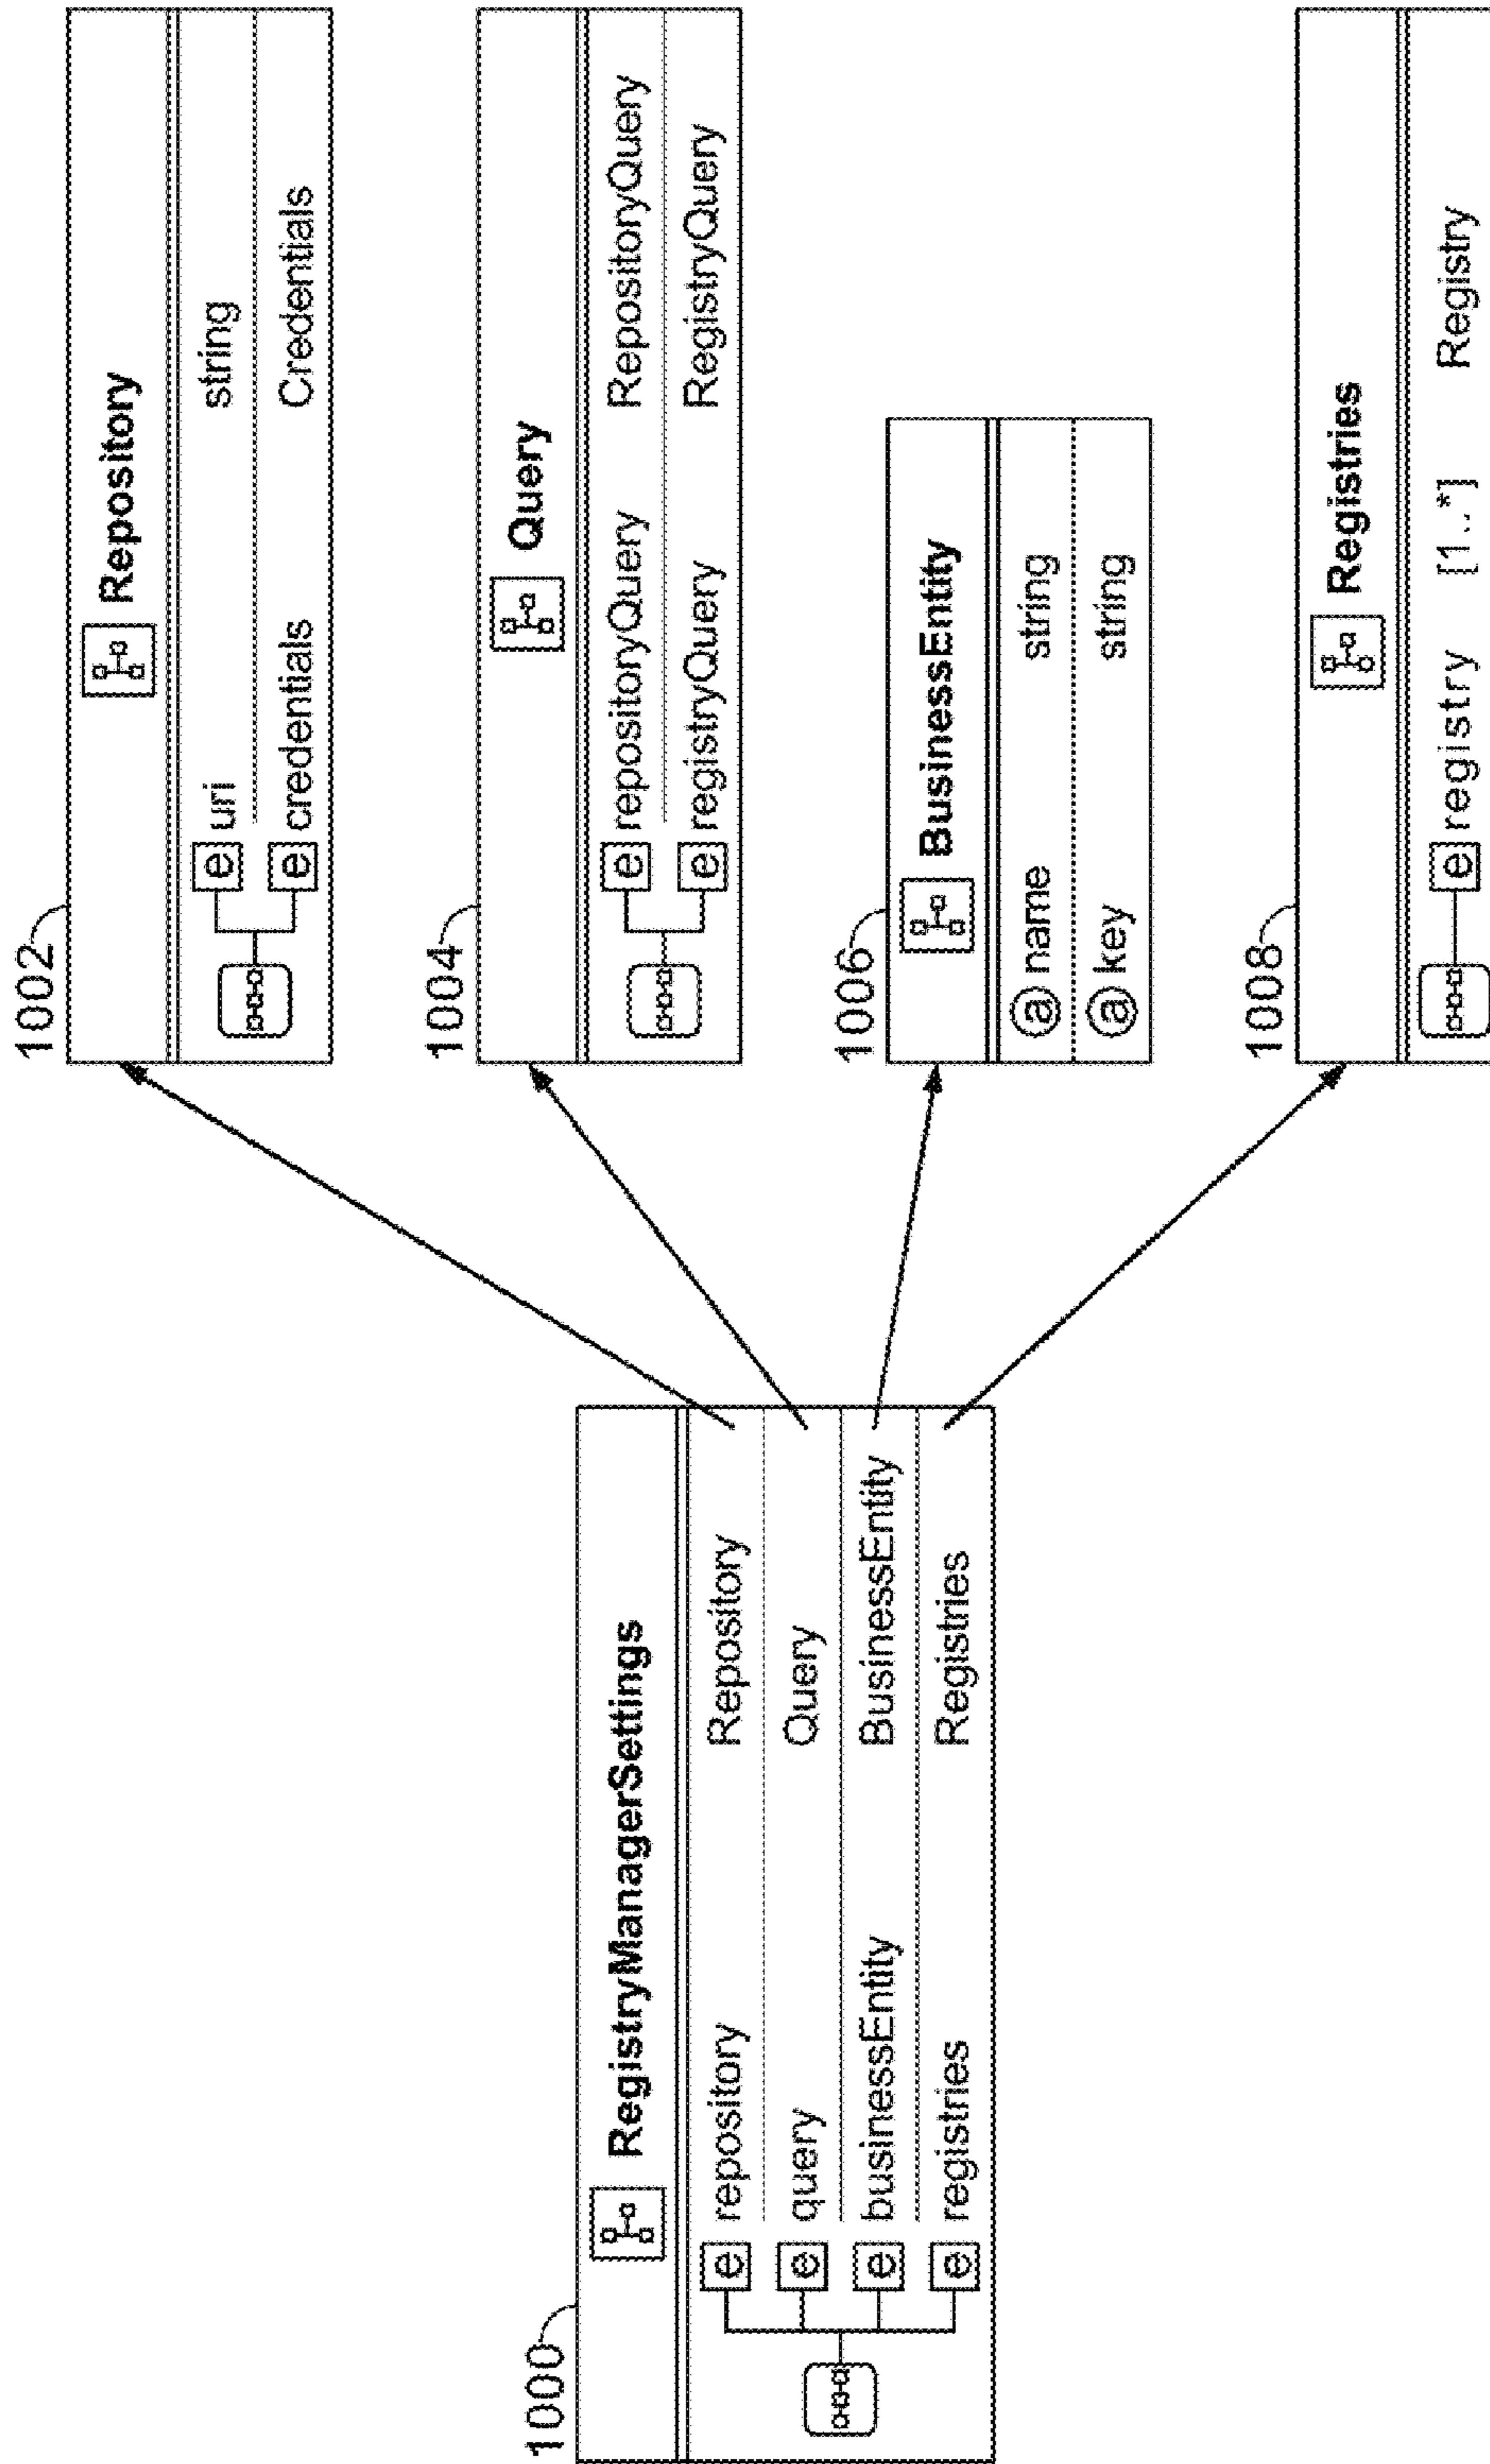 1000
RegistryManagerSettings
e repository Repository
e query Query
e businessEntity BusinessEntity
e registries Registries
1002
Repository
e uri string
e credentials Credentials
1004
Query
e repositoryQuery RepositoryQuery
e registryQuery RegistryQuery
1006
BusinessEntity
a name string
a key string
1008
Registries
e registry [1..*] Registry